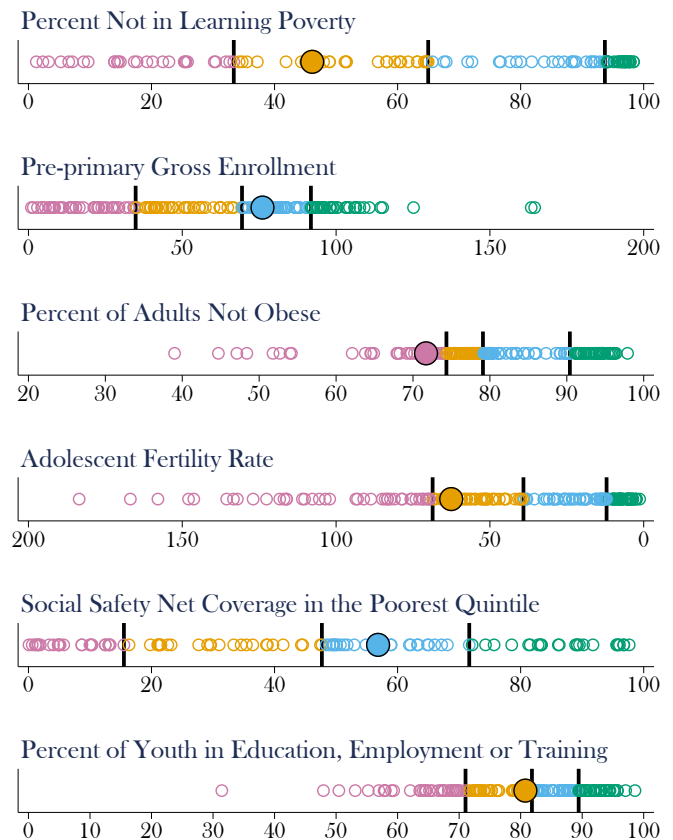 Percent Not in Learning Poverty
0 20 40 60 80 100
Pre-primary Gross Enrollment
0 50 100 150 200
Percent of Adults Not Obese
20 30 40 50 60 70 80 90 100
Adolescent Fertility Rate
200 150 100 50 0
Social Safety Net Coverage in the Poorest Quintile
0 20 40 60 80 100
Percent of Youth in Education, Employment or Training
0 10 20 30 40 50 60 70 80 90 100